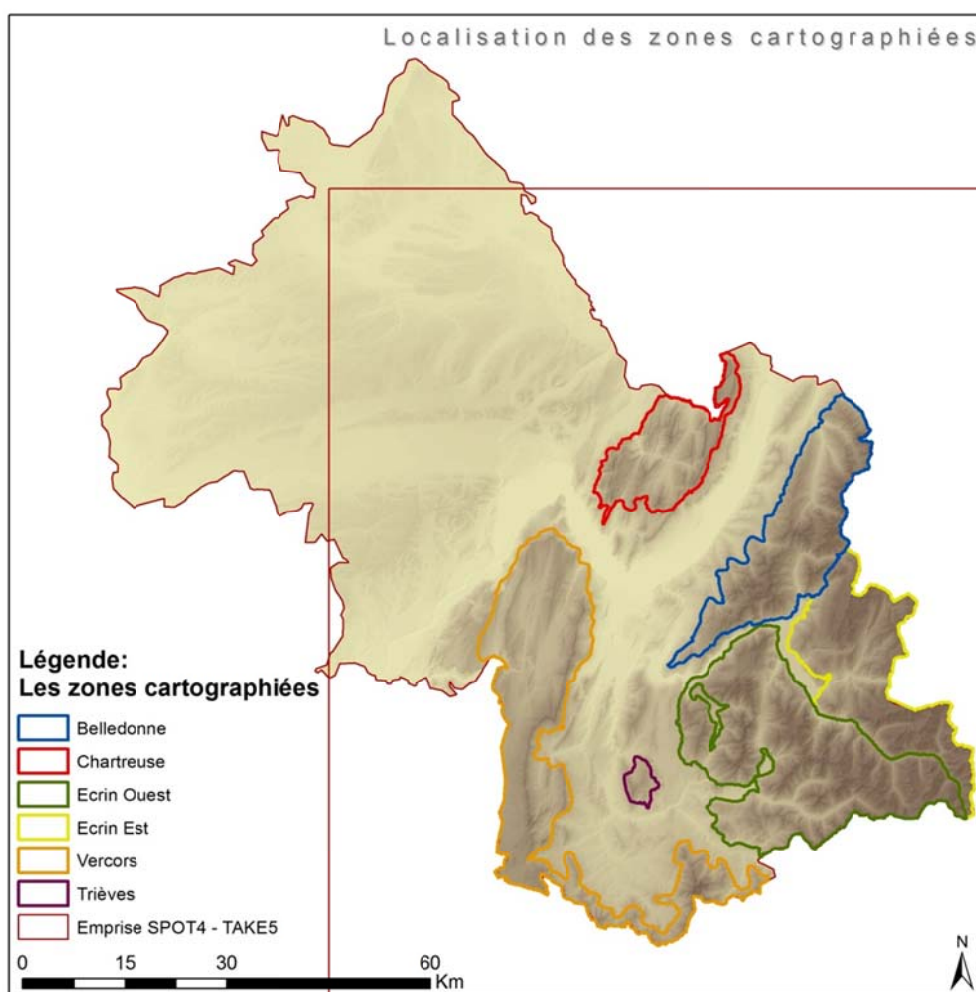 Localisation des zones cartographiées
Légende:
Les zones cartographiées
Belledonne
Chartreuse
Ecrin Ouest
Ecrin Est
Vercors
Trièves
Emprise SPOT4 - TAKE5
0 15 30 60
Km
N